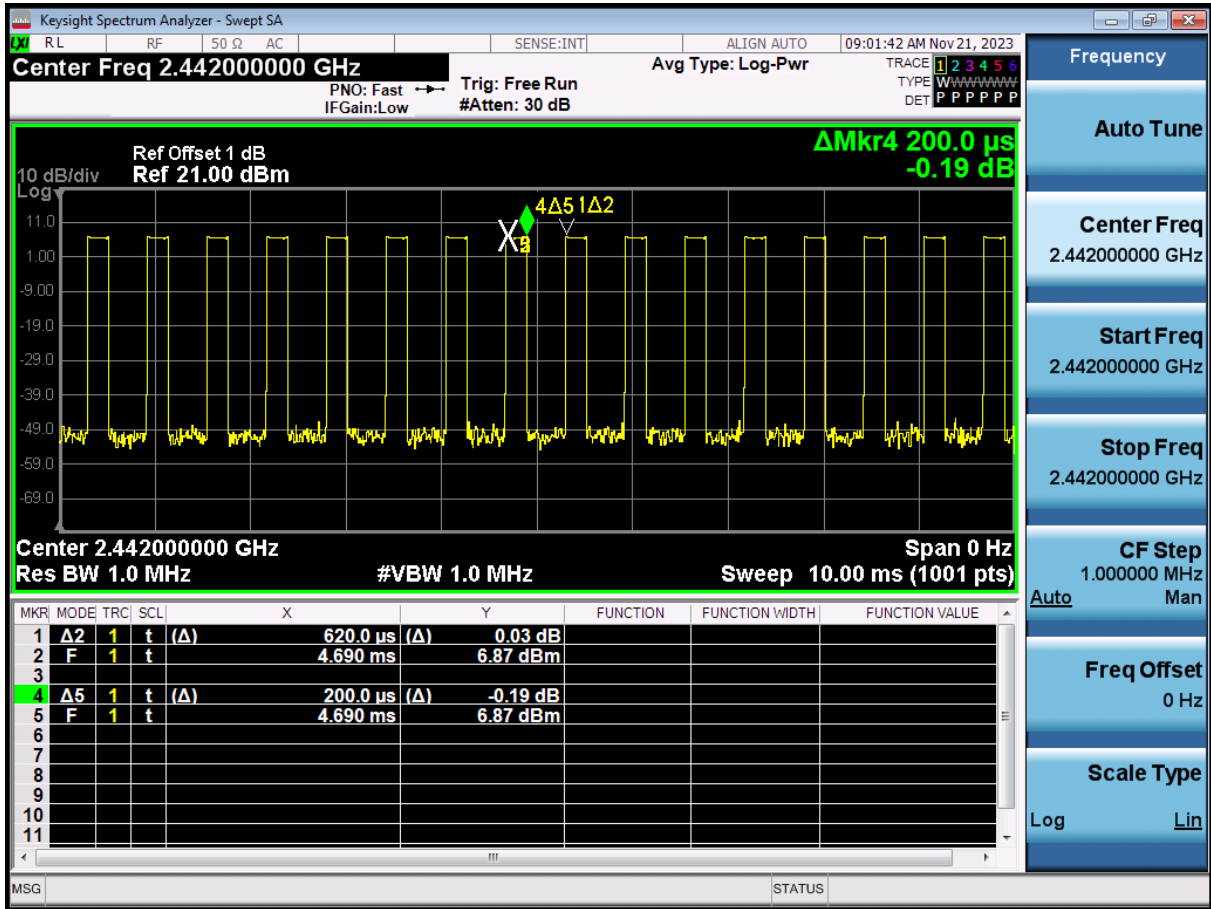 Keysight Spectrum Analyzer - Swept SA
LXI RL RF 50 Ω AC SENSE:INT ALIGN AUTO 09:01:42 AM Nov 21, 2023
Center Freq 2.442000000 GHz
PNO: Fast
IFGain:Low
Trig: Free Run
#Atten: 30 dB
Avg Type: Log-Pwr
TRACE 1 2 3 4 5 6
TYPE WWWWWW
DET P P P P P P
ΔMkr4 200.0 µs
-0.19 dB
Ref Offset 1 dB
10 dB/div Ref 21.00 dBm
Log
4Δ5 1Δ2
11.0
1.00
-9.00
-19.0
-29.0
-39.0
-49.0
-59.0
-69.0
Center 2.442000000 GHz Span 0 Hz
Res BW 1.0 MHz #VBW 1.0 MHz Sweep 10.00 ms (1001 pts)
MKR MODE TRC SCL X Y FUNCTION FUNCTION WIDTH FUNCTION VALUE
1 Δ2 1 t (Δ) 620.0 µs (Δ) 0.03 dB
2 F 1 t 4.690 ms 6.87 dBm
3
4 Δ5 1 t (Δ) 200.0 µs (Δ) -0.19 dB
5 F 1 t 4.690 ms 6.87 dBm
6
7
8
9
10
11
MSG STATUS
Frequency
Auto Tune
Center Freq
2.442000000 GHz
Start Freq
2.442000000 GHz
Stop Freq
2.442000000 GHz
CF Step
1.000000 MHz
Auto Man
Freq Offset
0 Hz
Scale Type
Log Lin